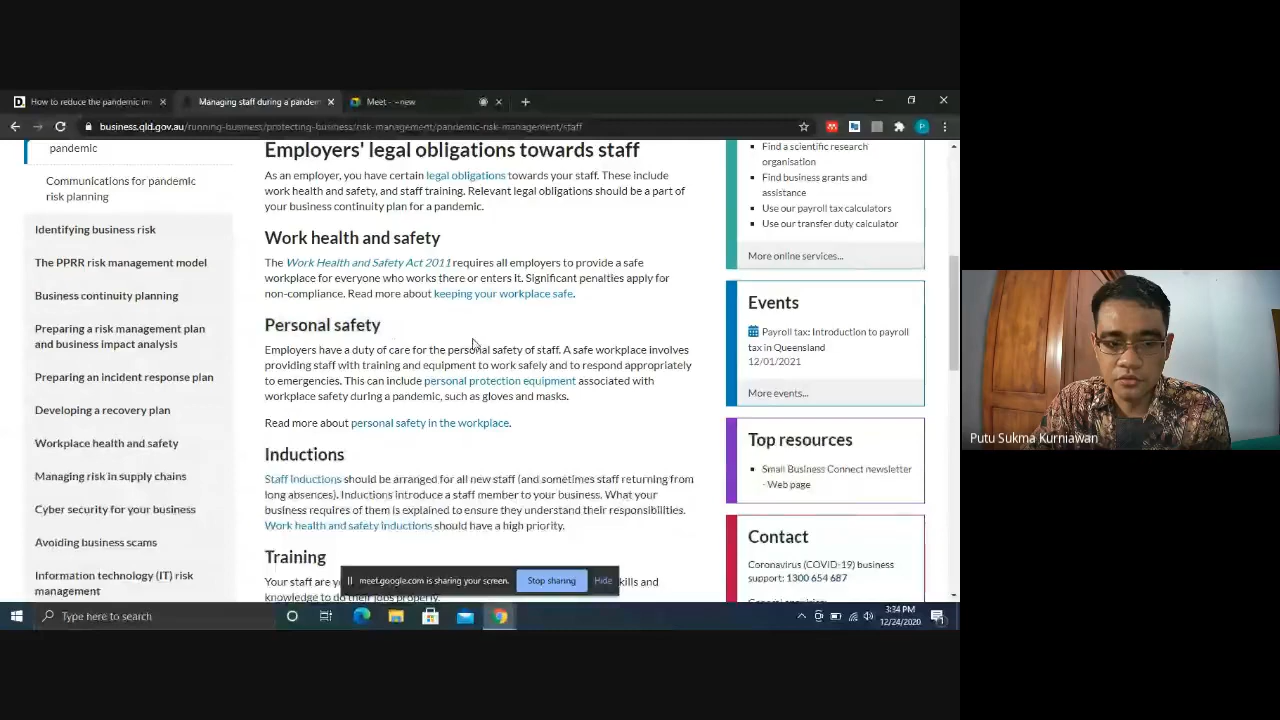 How to reduce the pandemic im
Managing staff during a pandem
Meet -
-new
business.qld.gov.au/running-business/protecting-business/risk-management/pandemic-risk-management/staff
P
pandemic
Communications for pandemic
risk planning
Identifying business risk
The PPRR risk management model
Business continuity planning
Preparing a risk management plan
and business impact analysis
Preparing an incident response plan
Developing a recovery plan
Workplace health and safety
Managing risk in supply chains
Cyber security for your business
Avoiding business scams
Information technology (IT) risk
management
Employers' legal obligations towards staff
As an employer, you have certain legal obligations towards your staff. These include
work health and safety, and staff training. Relevant legal obligations should be a part of
your business continuity plan for a pandemic.
Work health and safety
The Work Health and Safety Act 2011 requires all employers to provide a safe
workplace for everyone who works there or enters it. Significant penalties apply for
non-compliance. Read more about keeping your workplace safe.
Personal safety
Employers have a duty of care for the personal safety of staff. A safe workplace involves
providing staff with training and equipment to work safely and to respond appropriately
to emergencies. This can include personal protection equipment associated with
workplace safety during a pandemic, such as gloves and masks.
Read more about personal safety in the workplace.
Inductions
Staff inductions should be arranged for all new staff (and sometimes staff returning from
long absences). Inductions introduce a staff member to your business. What your
business requires of them is explained to ensure they understand their responsibilities.
Work health and safety inductions should have a high priority.
Training
Your staff are yo
kills and
knowledge to do their jobs properly.
Find a scientific research
organisation
Find business grants and
assistance
Use our payroll tax calculators
Use our transfer duty calculator
More online services...
Events
Payroll tax: Introduction to payroll
tax in Queensland
12/01/2021
More events...
Top resources
Small Business Connect newsletter
- Web page
Contact
Coronavirus (COVID-19) business
support: 1300 654 687
meet.google.com is sharing your screen.
Stop sharing
Hide
Type here to search
3:34 PM
12/24/2020
Putu Sukma Kurniawan